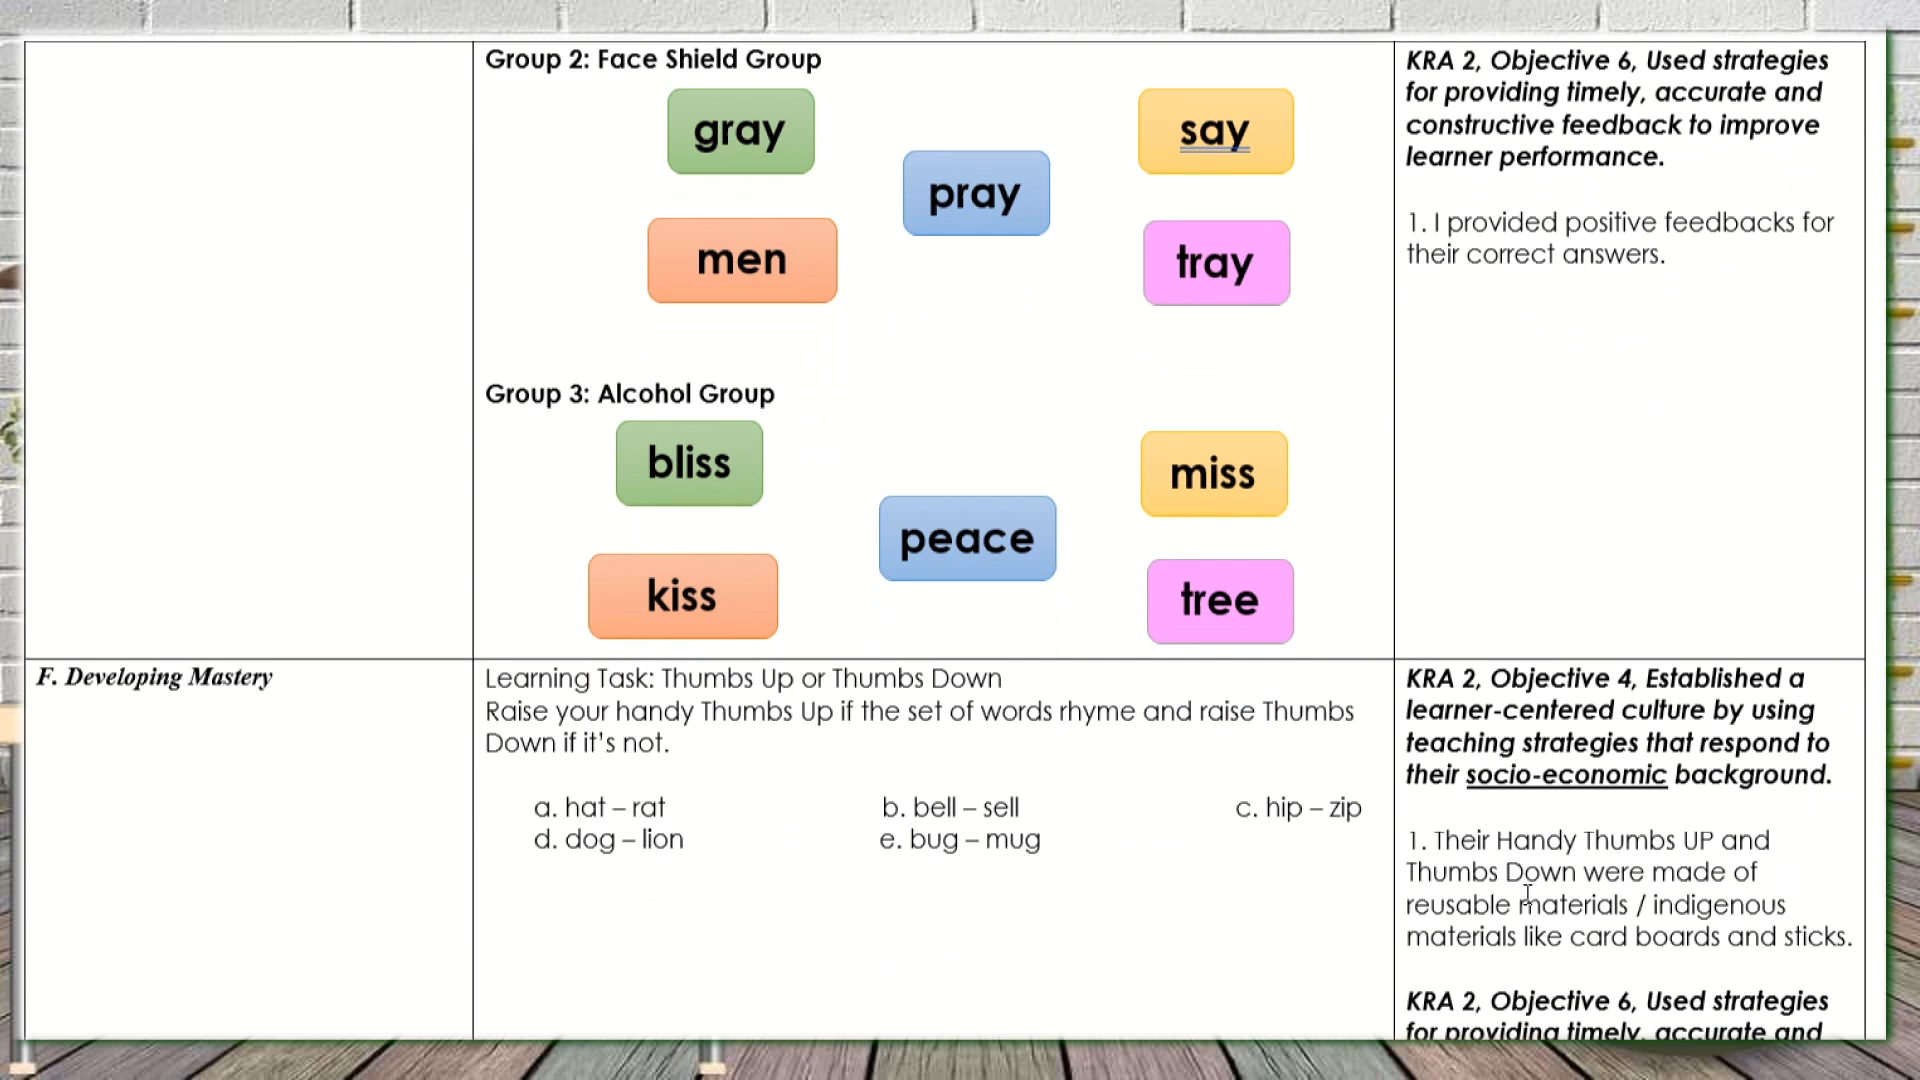 Group 2: Face Shield Group
gray
say
pray
men
tray
Group 3: Alcohol Group
bliss
miss
peace
kiss
tree
KRA 2, Objective 6, Used strategies
for providing timely, accurate and
constructive feedback to improve
learner performance.
1. I provided positive feedbacks for
their correct answers.
F. Developing Mastery
Learning Task: Thumbs Up or Thumbs Down
Raise your handy Thumbs Up if the set of words rhyme and raise Thumbs
Down if it’s not.
a. hat – rat b. bell – sell c. hip – zip
d. dog – lion e. bug – mug
KRA 2, Objective 4, Established a
learner-centered culture by using
teaching strategies that respond to
their socio-economic background.
1. Their Handy Thumbs UP and
Thumbs Down were made of
reusable materials / indigenous
materials like card boards and sticks.
KRA 2, Objective 6, Used strategies
for providing timely, accurate and